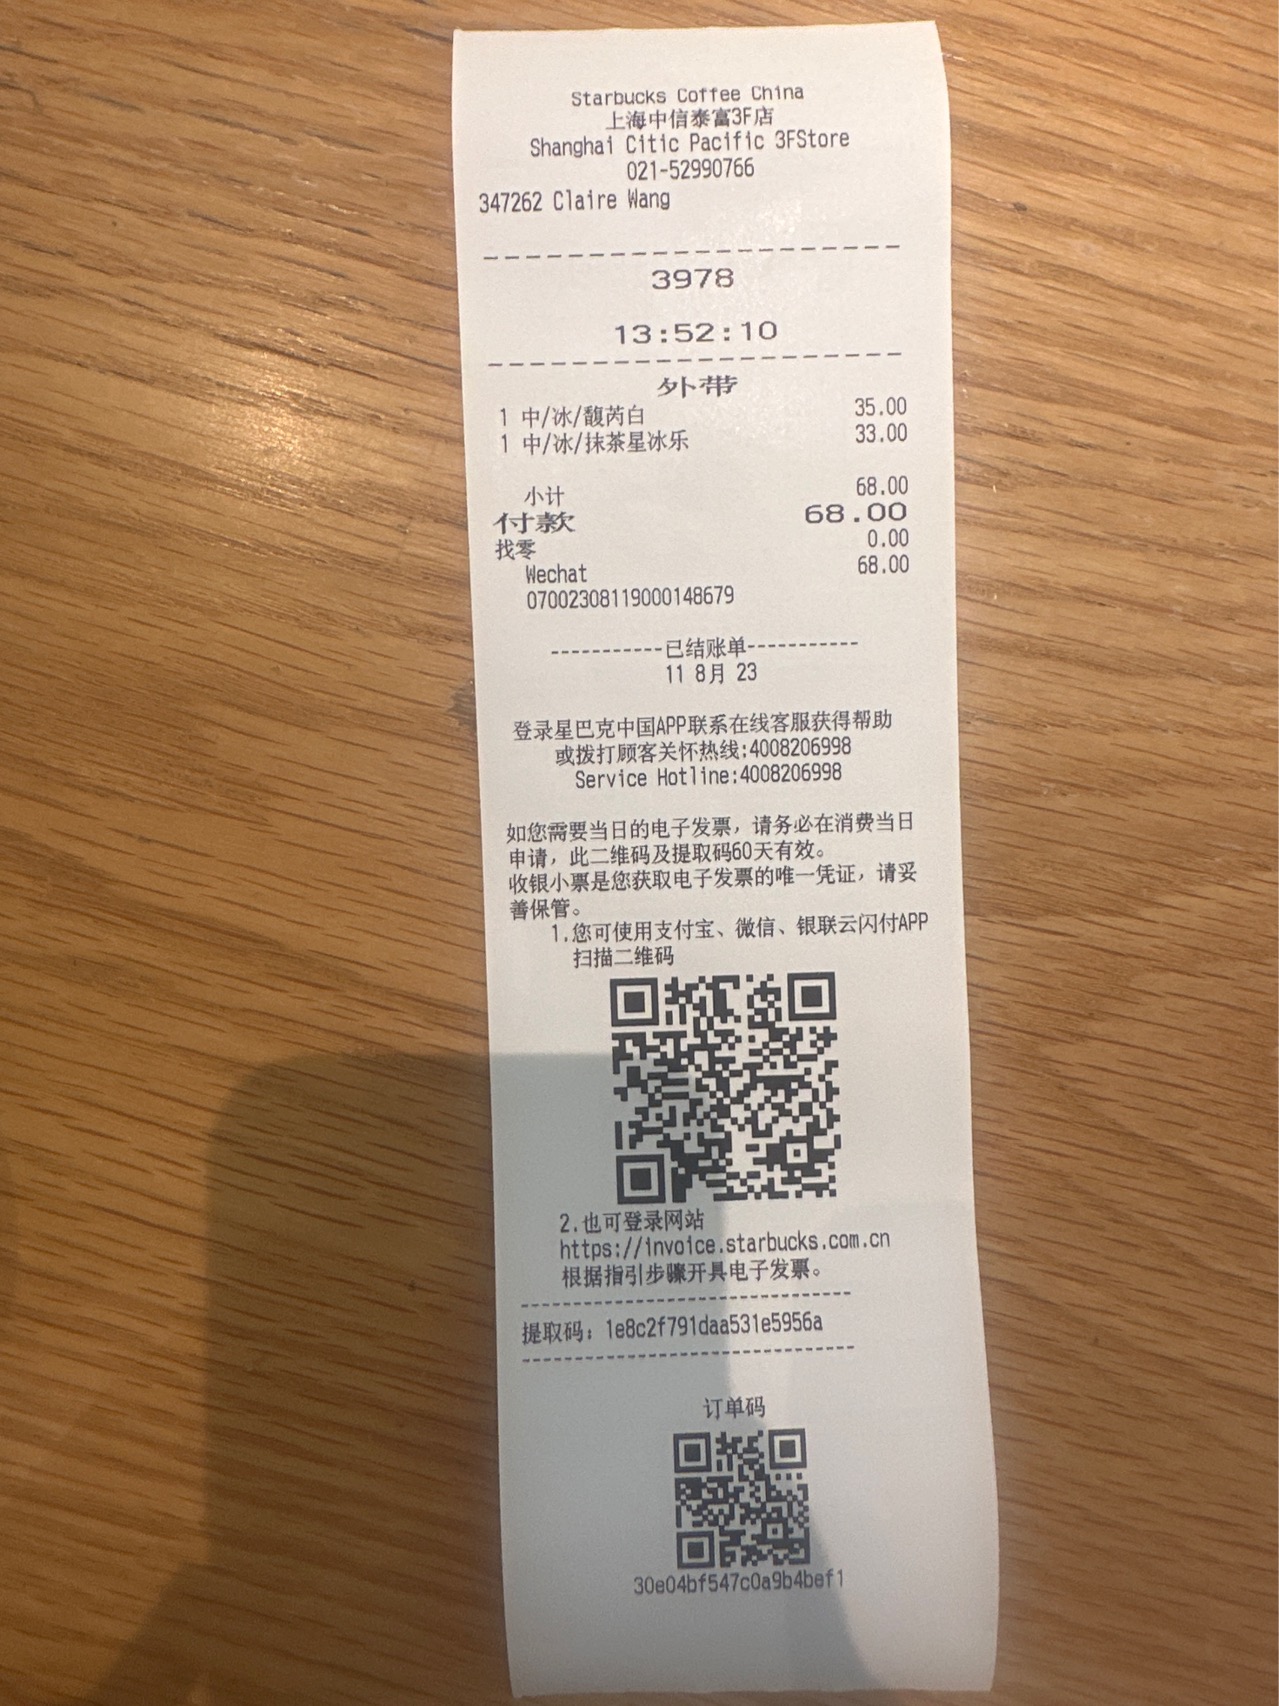 Starbucks Coffee China
上海中信泰富3F店
Shanghai Citic Pacific 3FStore
021-52990766
347262 Claire Wang
--------------------
3978
13:52:10
--------------------
外带
1 中/冰/馥芮白 35.00
1 中/冰/抹茶星冰乐 33.00
小计 68.00
付款 68.00
找零 0.00
Wechat 68.00
07002308119000148679
-----------已结账单-----------
11 8月 23
登录星巴克中国APP联系在线客服获得帮助
或拨打顾客关怀热线:4008206998
Service Hotline:4008206998
如您需要当日的电子发票，请务必在消费当日
申请，此二维码及提取码60天有效。
收银小票是您获取电子发票的唯一凭证，请妥
善保管。
1.您可使用支付宝、微信、银联云闪付APP
扫描二维码
2.也可登录网站
https://invoice.starbucks.com.cn
根据指引步骤开具电子发票。
--------------------------------
提取码：1e8c2f791daa531e5956a
--------------------------------
订单码
30e04bf547c0a9b4bef1